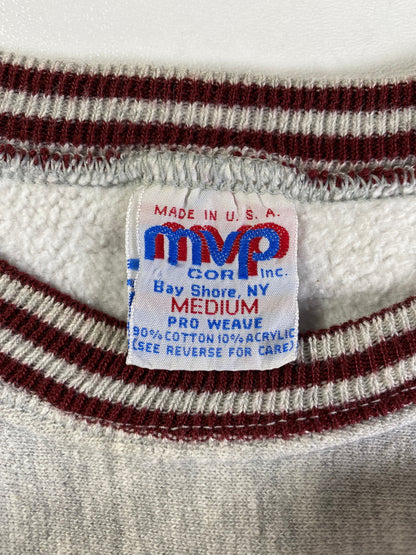 MADE IN U.S.A.
mvp
COR Inc.
Bay Shore, NY
MEDIUM
PRO WEAVE
90% COTTON 10% ACRYLIC
(SEE REVERSE FOR CARE)